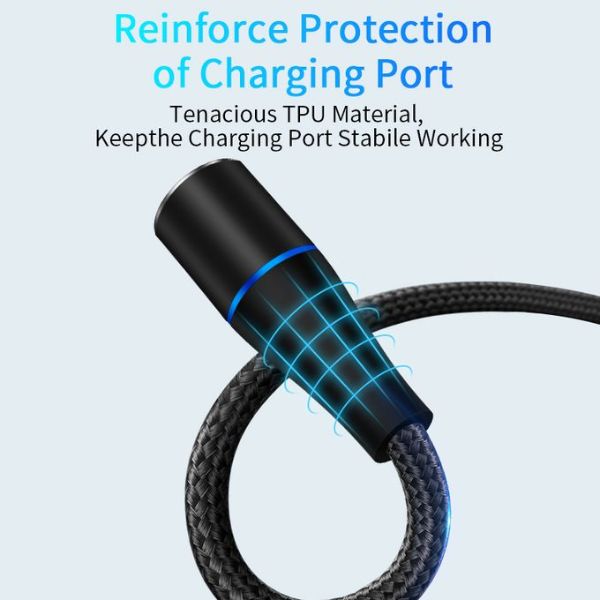 Reinforce Protection
of Charging Port
Tenacious TPU Material,
Keepthe Charging Port Stabile Working